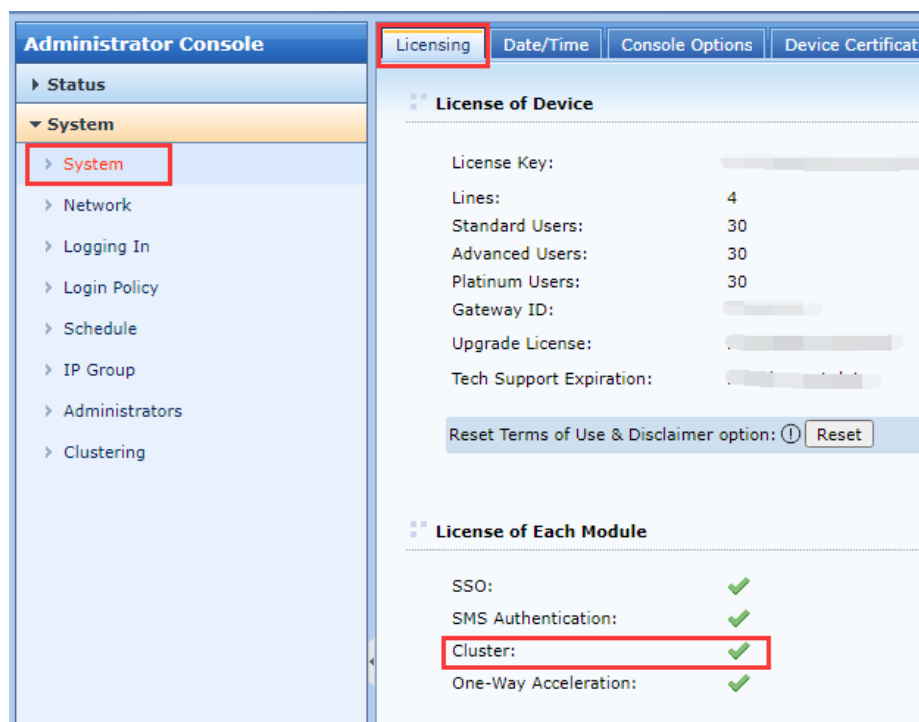 Administrator Console
Status
System
System
Network
Logging In
Login Policy
Schedule
IP Group
Administrators
Clustering
Licensing Date/Time Console Options Device Certificat
License of Device
License Key:
Lines: 4
Standard Users: 30
Advanced Users: 30
Platinum Users: 30
Gateway ID:
Upgrade License:
Tech Support Expiration:
Reset Terms of Use & Disclaimer option: Reset
License of Each Module
SSO:
SMS Authentication:
Cluster:
One-Way Acceleration: